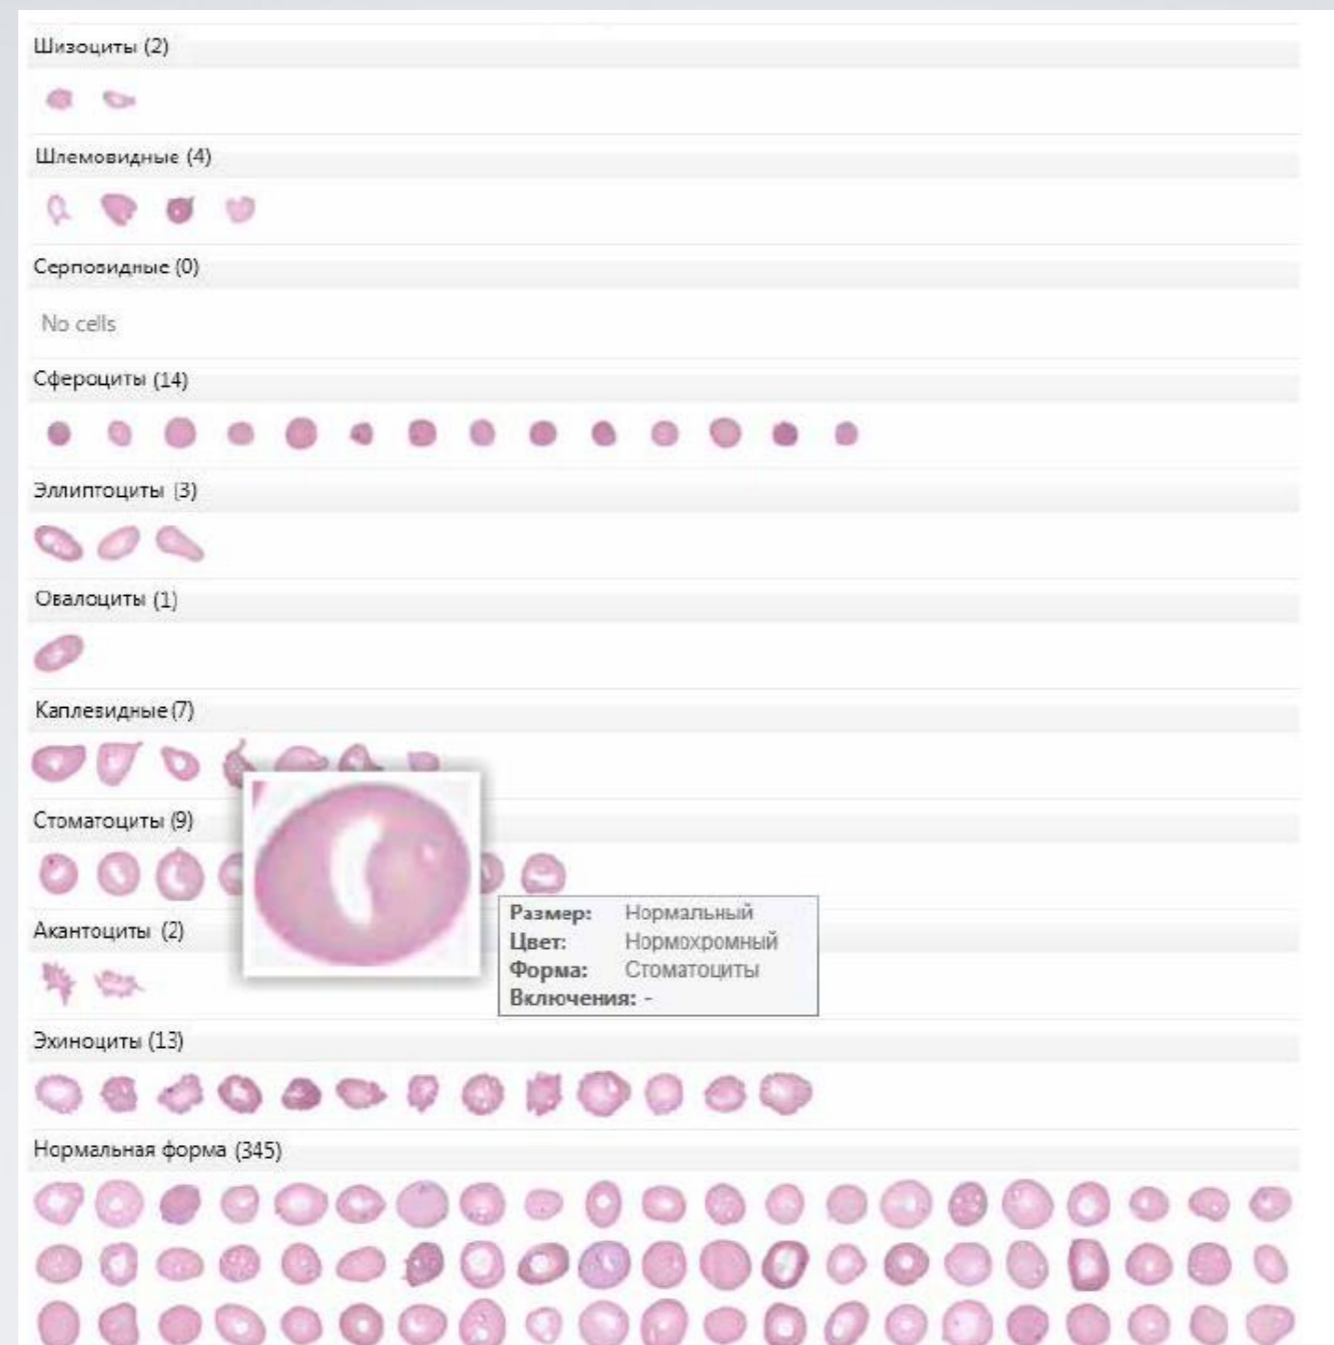 Шизоциты (2)
Шлемовидные (4)
Серповидные (0)
No cells
Сфероциты (14)
Эллиптоциты (3)
Овалоциты (1)
Каплевидные (7)
Стоматоциты (9)
Размер: Нормальный
Цвет: Нормохромный
Форма: Стоматоциты
Включения: -
Акантоциты (2)
Эхиноциты (13)
Нормальная форма (345)